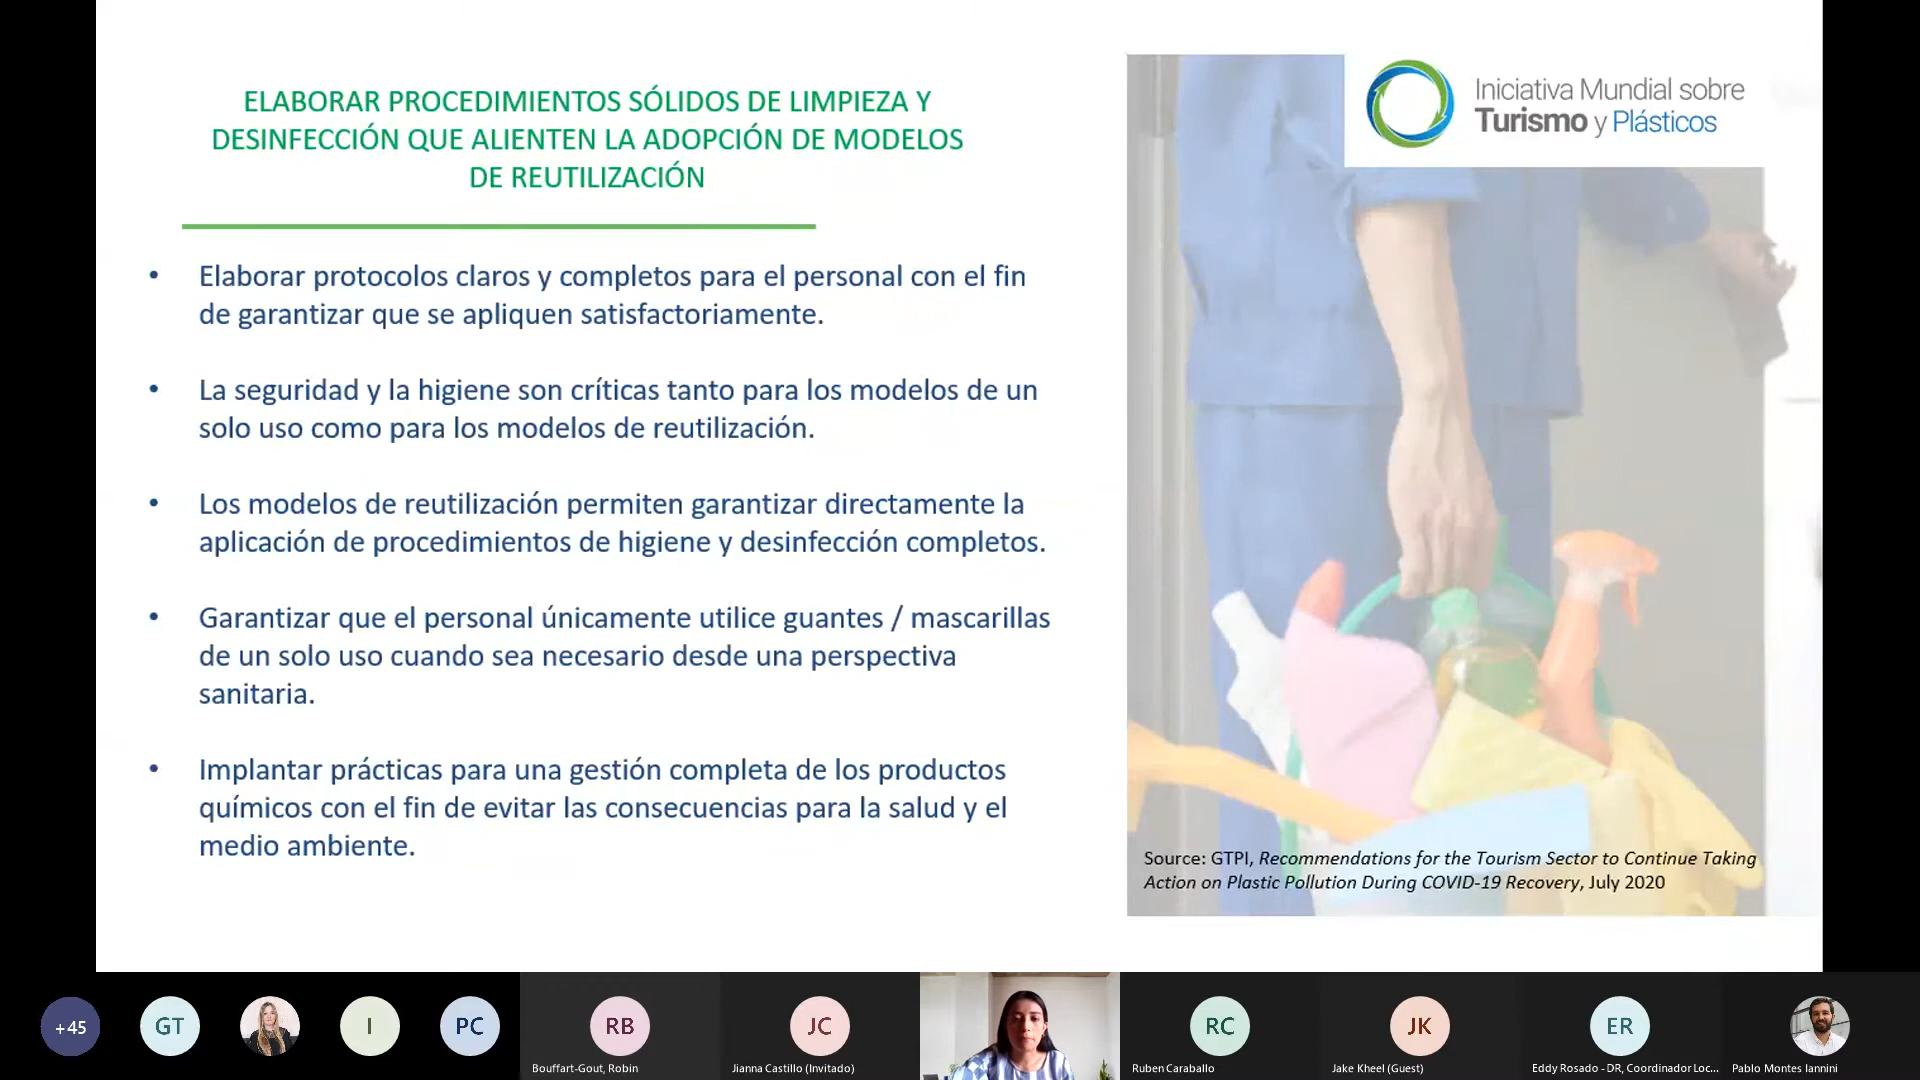 ELABORAR PROCEDIMIENTOS SÓLIDOS DE LIMPIEZA Y
DESINFECCIÓN QUE ALIENTEN LA ADOPCIÓN DE MODELOS
DE REUTILIZACIÓN
Iniciativa Mundial sobre
Turismo y Plásticos
• Elaborar protocolos claros y completos para el personal con el fin
de garantizar que se apliquen satisfactoriamente.
• La seguridad y la higiene son críticas tanto para los modelos de un
solo uso como para los modelos de reutilización.
• Los modelos de reutilización permiten garantizar directamente la
aplicación de procedimientos de higiene y desinfección completos.
• Garantizar que el personal únicamente utilice guantes / mascarillas
de un solo uso cuando sea necesario desde una perspectiva
sanitaria.
• Implantar prácticas para una gestión completa de los productos
químicos con el fin de evitar las consecuencias para la salud y el
medio ambiente.
Source: GTPI, Recommendations for the Tourism Sector to Continue Taking
Action on Plastic Pollution During COVID-19 Recovery, July 2020
+45
GT
I
PC
RB
Bouffart-Gout, Robin
JC
Jianna Castillo (Invitado)
RC
Ruben Caraballo
JK
Jake Kheel (Guest)
ER
Eddy Rosado - DR, Coordinador Loc...
Pablo Montes Iannini